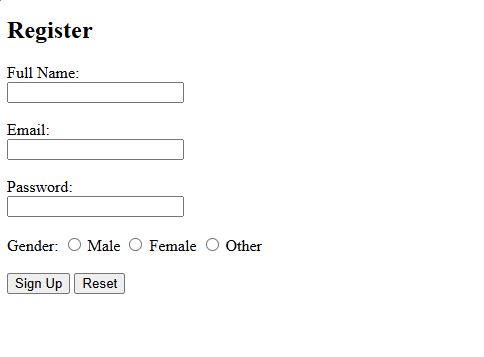 Register
Full Name:
Email:
Password:
Gender: Male Female Other
Sign Up Reset